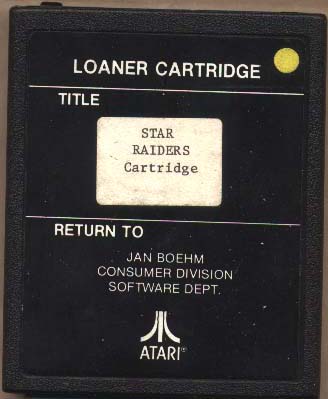 LOANER CARTRIDGE
TITLE
STAR
RAIDERS
Cartridge
RETURN TO
JAN BOEHM
CONSUMER DIVISION
SOFTWARE DEPT.
ATARI®